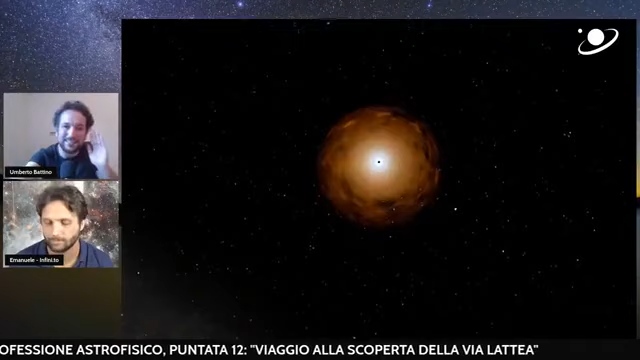 Umberto Battino
Emanuele - Infini.to
OFESSIONE ASTROFISICO, PUNTATA 12: "VIAGGIO ALLA SCOPERTA DELLA VIA LATTEA"